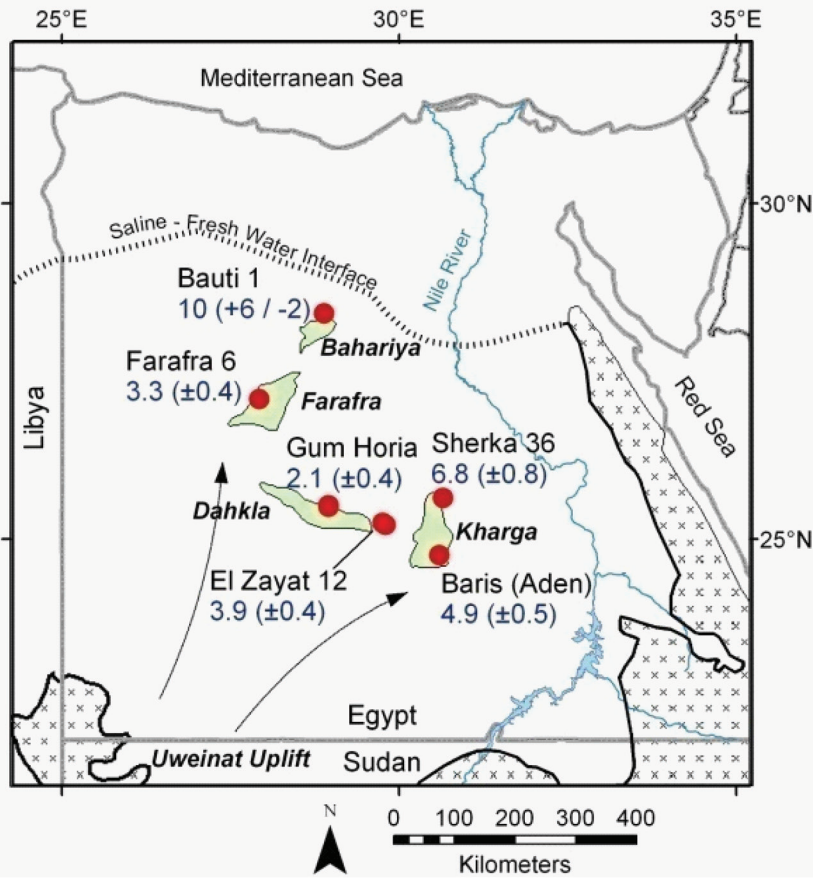 25°E 30°E 35°E
Mediterranean Sea
30°N
Saline - Fresh Water Interface
Nile River
Bauti 1
10 (+6 / -2)
Bahariya
Farafra 6
3.3 (±0.4)
Farafra
Libya
Red Sea
Gum Horia
2.1 (±0.4)
Sherka 36
6.8 (±0.8)
Dahkla
Kharga
25°N
El Zayat 12
3.9 (±0.4)
Baris (Aden)
4.9 (±0.5)
Egypt
Uweinat Uplift
Sudan
N
0 100 200 300 400
Kilometers